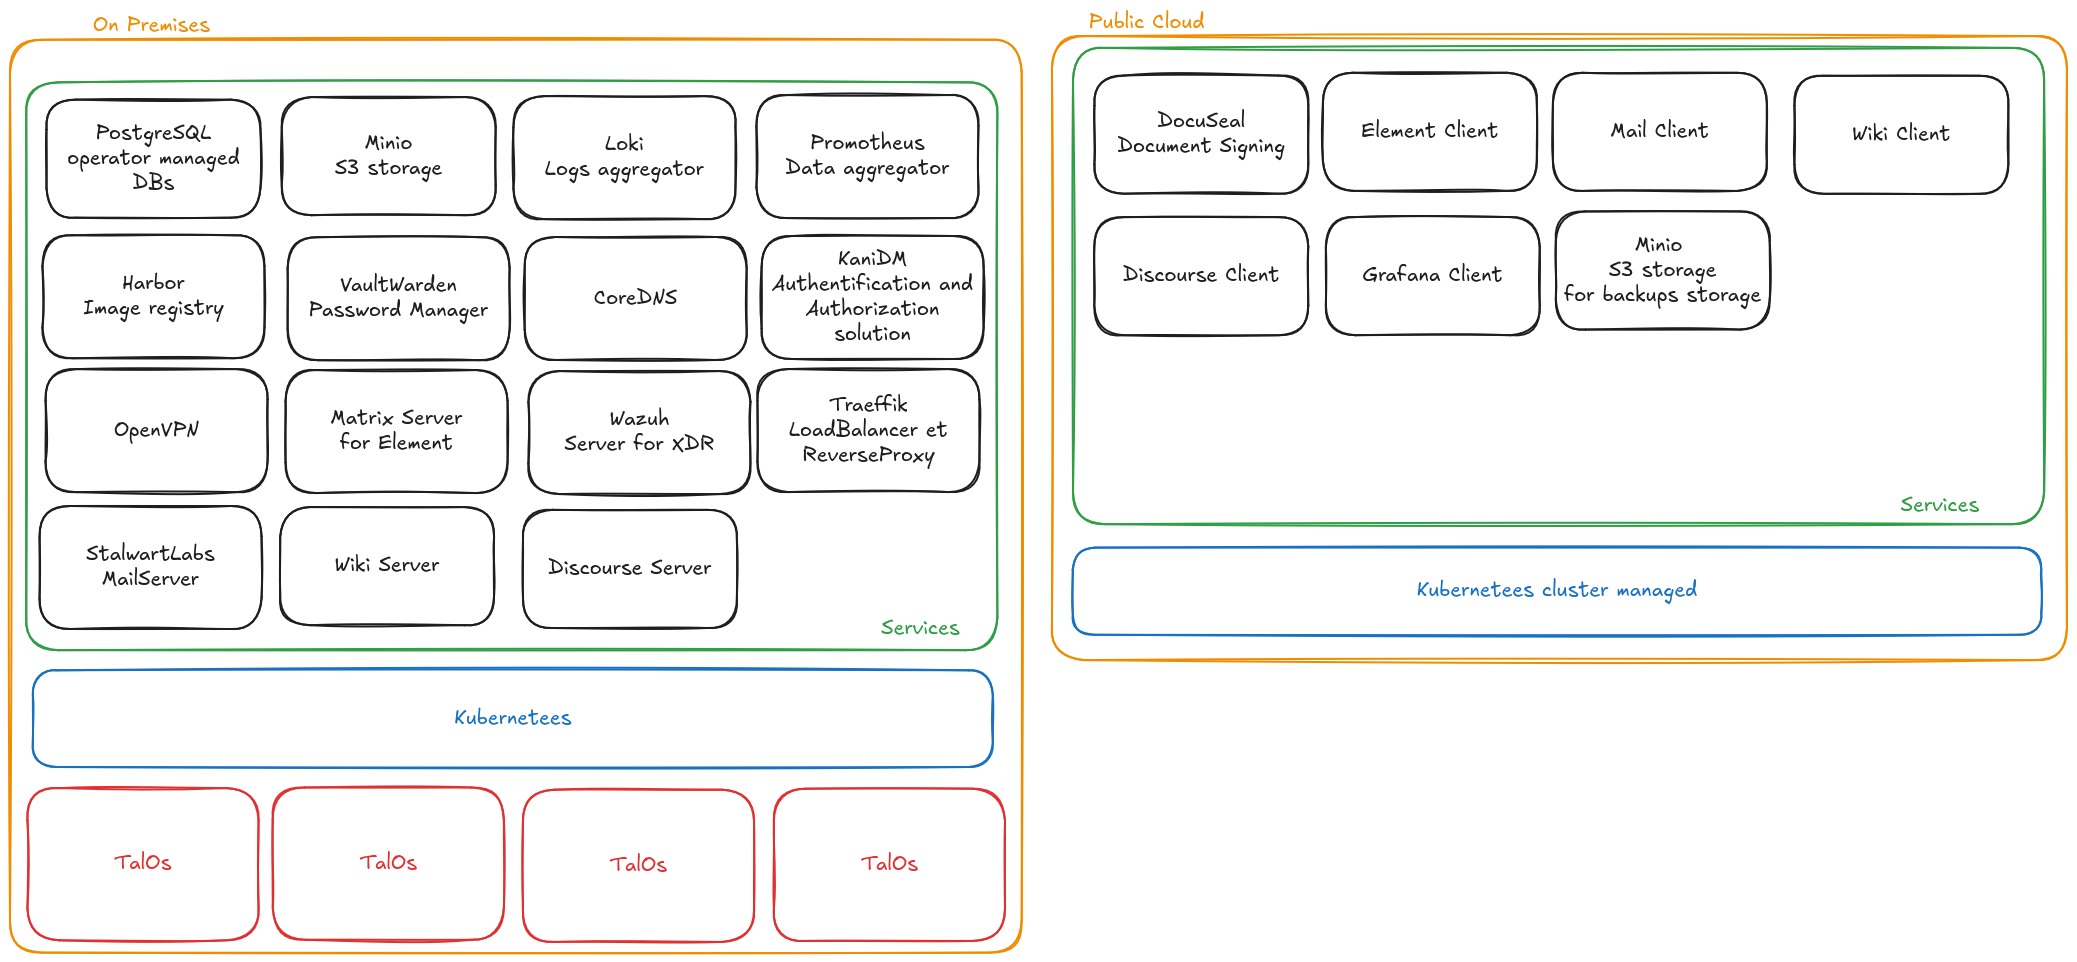 On Premises
PostgreSQL
operator managed
DBs
Minio
S3 storage
Loki
Logs aggregator
Promotheus
Data aggregator
Harbor
Image registry
VaultWarden
Password Manager
CoreDNS
KaniDM
Authentification and
Authorization
solution
OpenVPN
Matrix Server
for Element
Wazuh
Server for XDR
Traeffik
LoadBalancer et
ReverseProxy
StalwartLabs
MailServer
Wiki Server
Discourse Server
Services
Kubernetees
TalOs
TalOs
TalOs
TalOs
Public Cloud
DocuSeal
Document Signing
Element Client
Mail Client
Wiki Client
Discourse Client
Grafana Client
Minio
S3 storage
for backups storage
Services
Kubernetees cluster managed